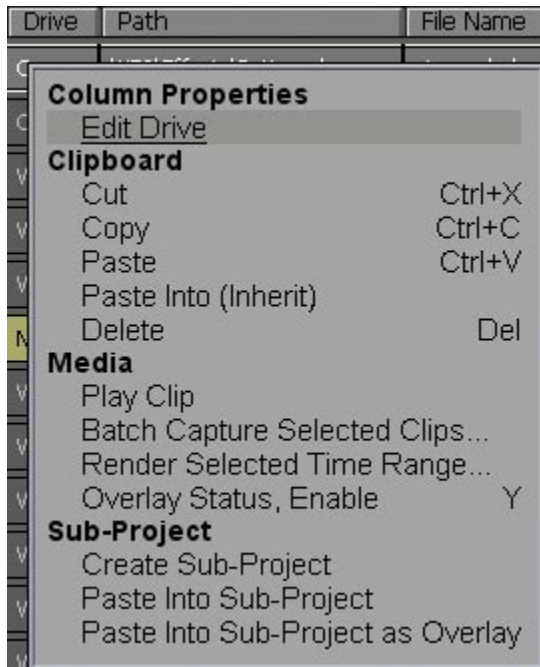 Drive Path File Name
Column Properties
Edit Drive
Clipboard
Cut Ctrl+X
Copy Ctrl+C
Paste Ctrl+V
Paste Into (Inherit)
Delete Del
Media
Play Clip
Batch Capture Selected Clips...
Render Selected Time Range...
Overlay Status, Enable Y
Sub-Project
Create Sub-Project
Paste Into Sub-Project
Paste Into Sub-Project as Overlay